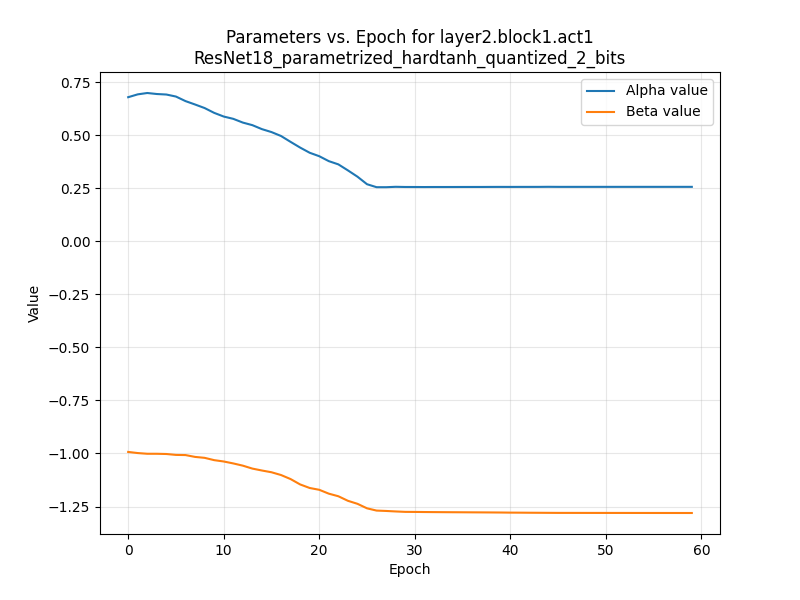 Parameters vs. Epoch for layer2.block1.act1
ResNet18_parametrized_hardtanh_quantized_2_bits
Alpha value
Beta value
0.75
0.50
0.25
0.00
−0.25
−0.50
−0.75
−1.00
−1.25
Value
0 10 20 30 40 50 60
Epoch